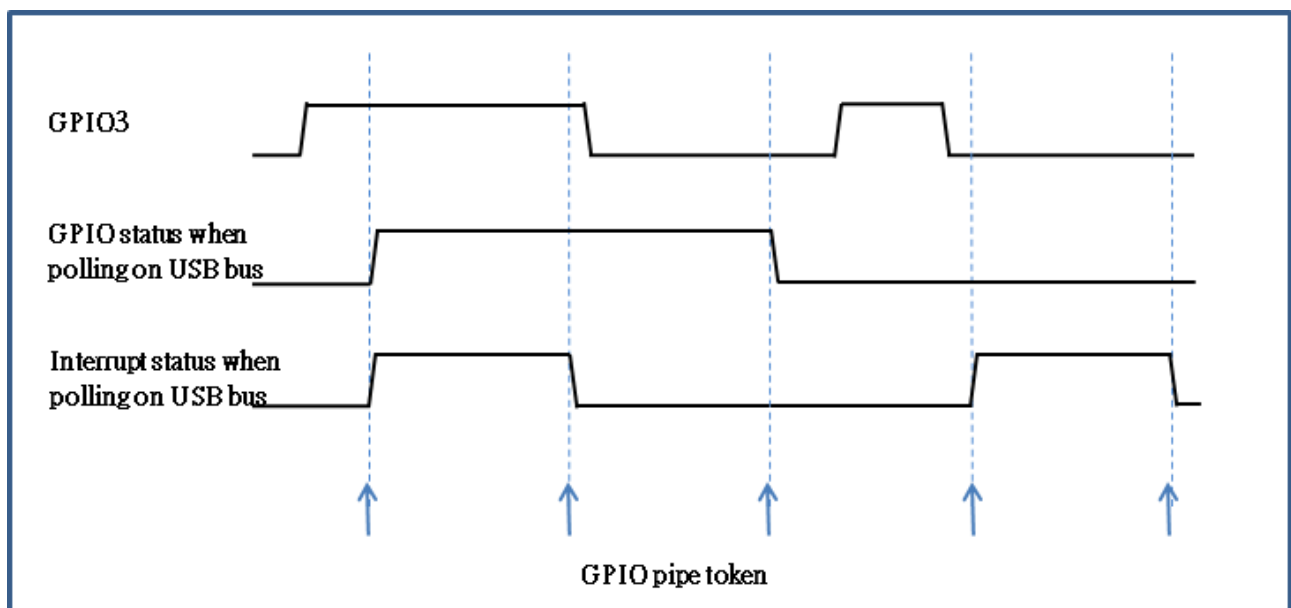 GPIO3
GPIO status when
polling on USB bus
Interrupt status when
polling on USB bus
GPIO pipe token